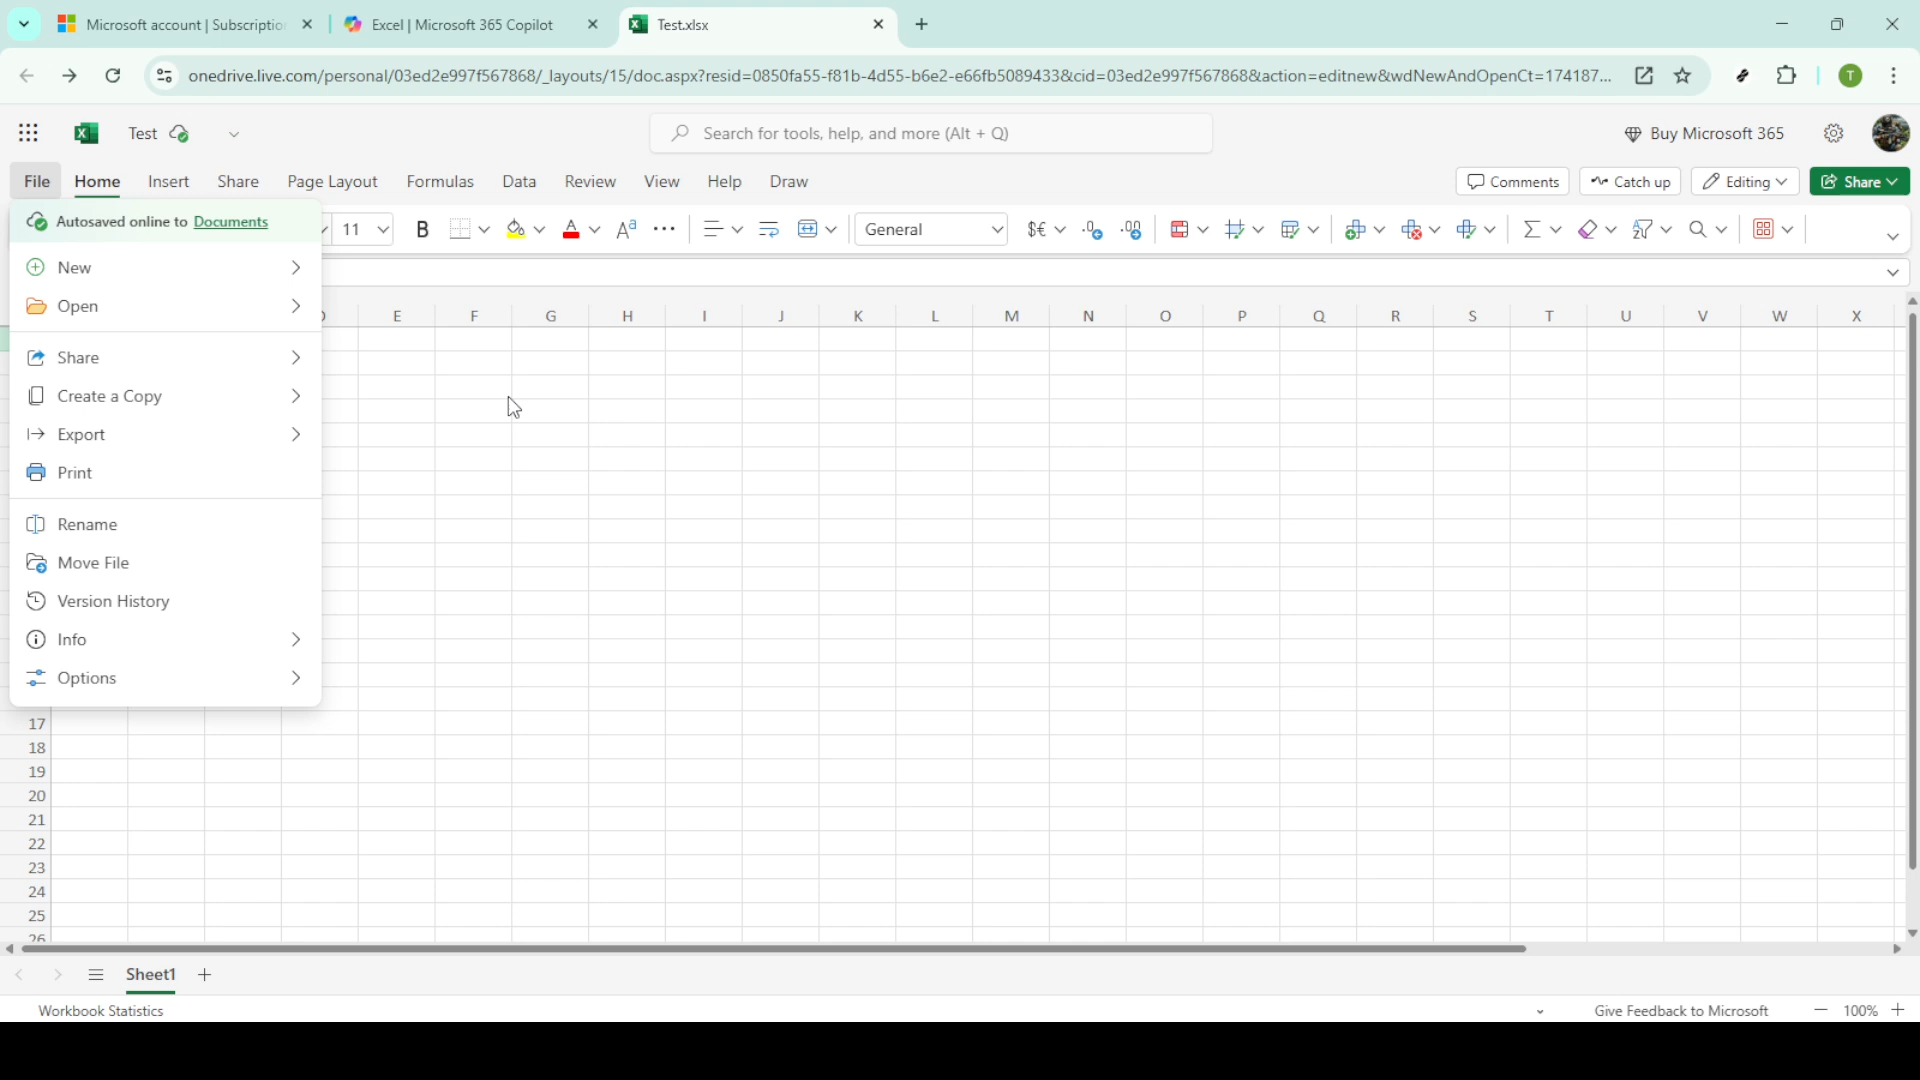 Microsoft account | Subscription
Excel | Microsoft 365 Copilot
Test.xlsx
onedrive.live.com/personal/03ed2e997f567868/_layouts/15/doc.aspx?resid=0850fa55-f81b-4d55-b6e2-e66fb5089433&cid=03ed2e997f567868&action=editnew&wdNewAndOpenCt=174187...
T
Test
Search for tools, help, and more (Alt + Q)
Buy Microsoft 365
File Home Insert Share Page Layout Formulas Data Review View Help Draw
Comments Catch up Editing Share
Autosaved online to Documents
11 B General
New
Open
E F G H I J K L M N O P Q R S T U V W X
Share
Create a Copy
Export
Print
Rename
Move File
Version History
Info
Options
17
18
19
20
21
22
23
24
25
26
Sheet1
Workbook Statistics
Give Feedback to Microsoft
100%